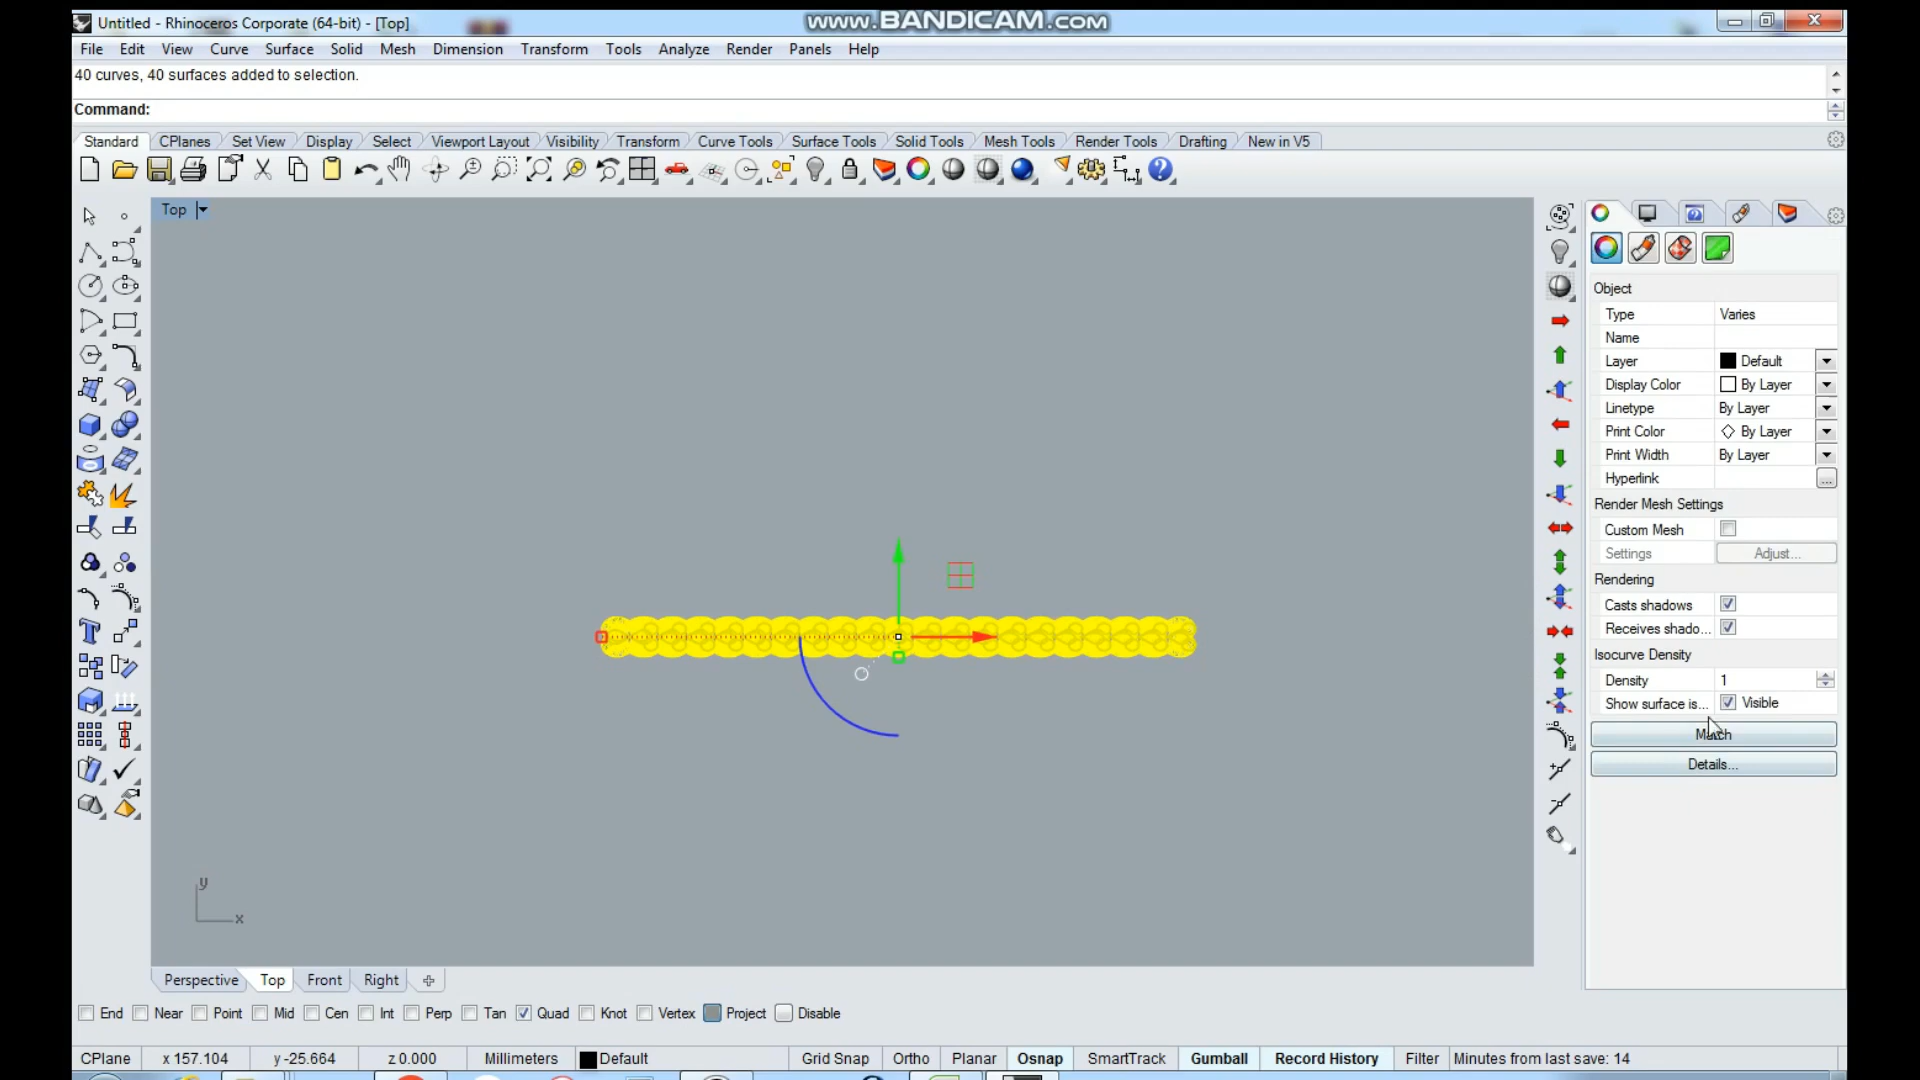 Untitled - Rhinoceros Corporate (64-bit) - [Top]
www.BANDICAM.com
File Edit View Curve Surface Solid Mesh Dimension Transform Tools Analyze Render Panels Help
40 curves, 40 surfaces added to selection.
Command:
Standard CPlanes Set View Display Select Viewport Layout Visibility Transform Curve Tools Surface Tools Solid Tools Mesh Tools Render Tools Drafting New in V5
Top
Object
Type Varies
Name
Layer Default
Display Color By Layer
Linetype By Layer
Print Color By Layer
Print Width By Layer
Hyperlink ...
Render Mesh Settings
Custom Mesh
Settings Adjust...
Rendering
Casts shadows
Receives shado...
Isocurve Density
Density 1
Show surface is... Visible
Match
Details...
y
x
Perspective Top Front Right
End Near Point Mid Cen Int Perp Tan Quad Knot Vertex Project Disable
CPlane x 157.104 y -25.664 z 0.000 Millimeters Default Grid Snap Ortho Planar Osnap SmartTrack Gumball Record History Filter Minutes from last save: 14